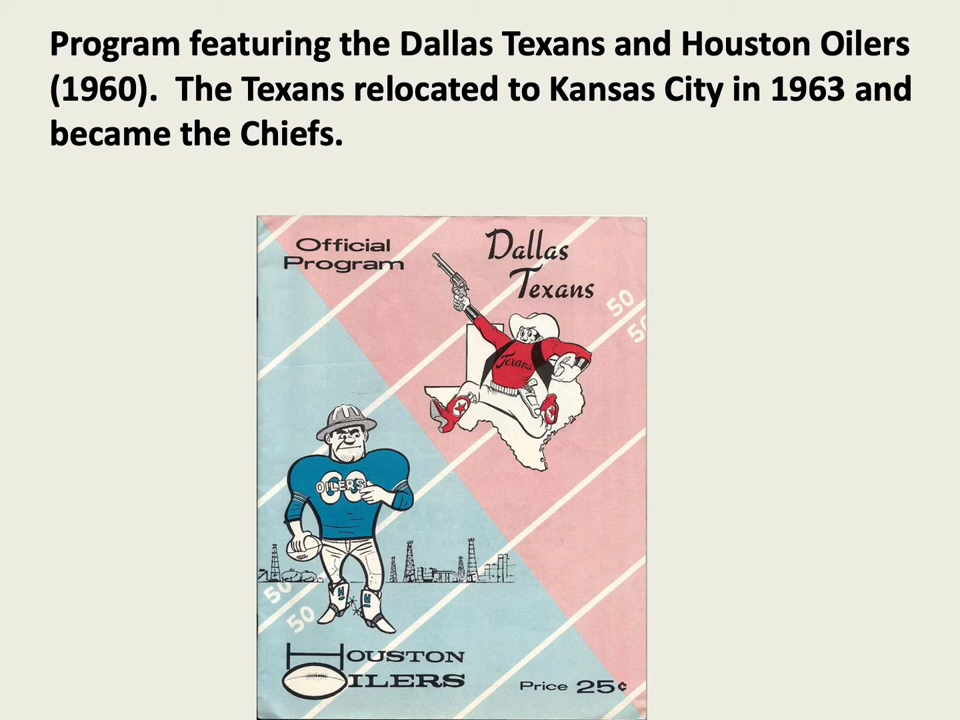 Program featuring the Dallas Texans and Houston Oilers
(1960).  The Texans relocated to Kansas City in 1963 and
became the Chiefs.
Official
Program
Dallas
Texans
50
50
Texans
OILERS
50
50
HOUSTON
OILERS
Price 25¢